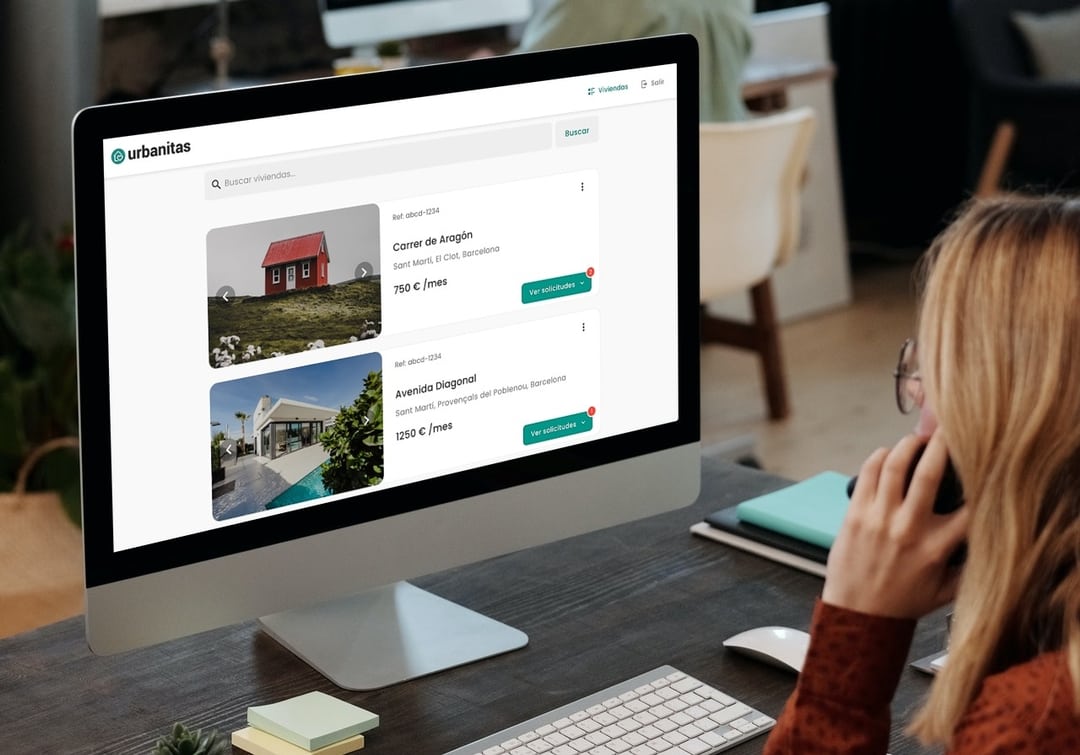 urbanitas
Viviendas
Salir
Buscar viviendas...
Buscar
Ref: abcd-1234
Carrer de Aragón
Sant Martí, El Clot, Barcelona
750 € /mes
Ver solicitudes
Ref: abcd-1234
Avenida Diagonal
Sant Martí, Provençals del Poblenou, Barcelona
1250 € /mes
Ver solicitudes
1